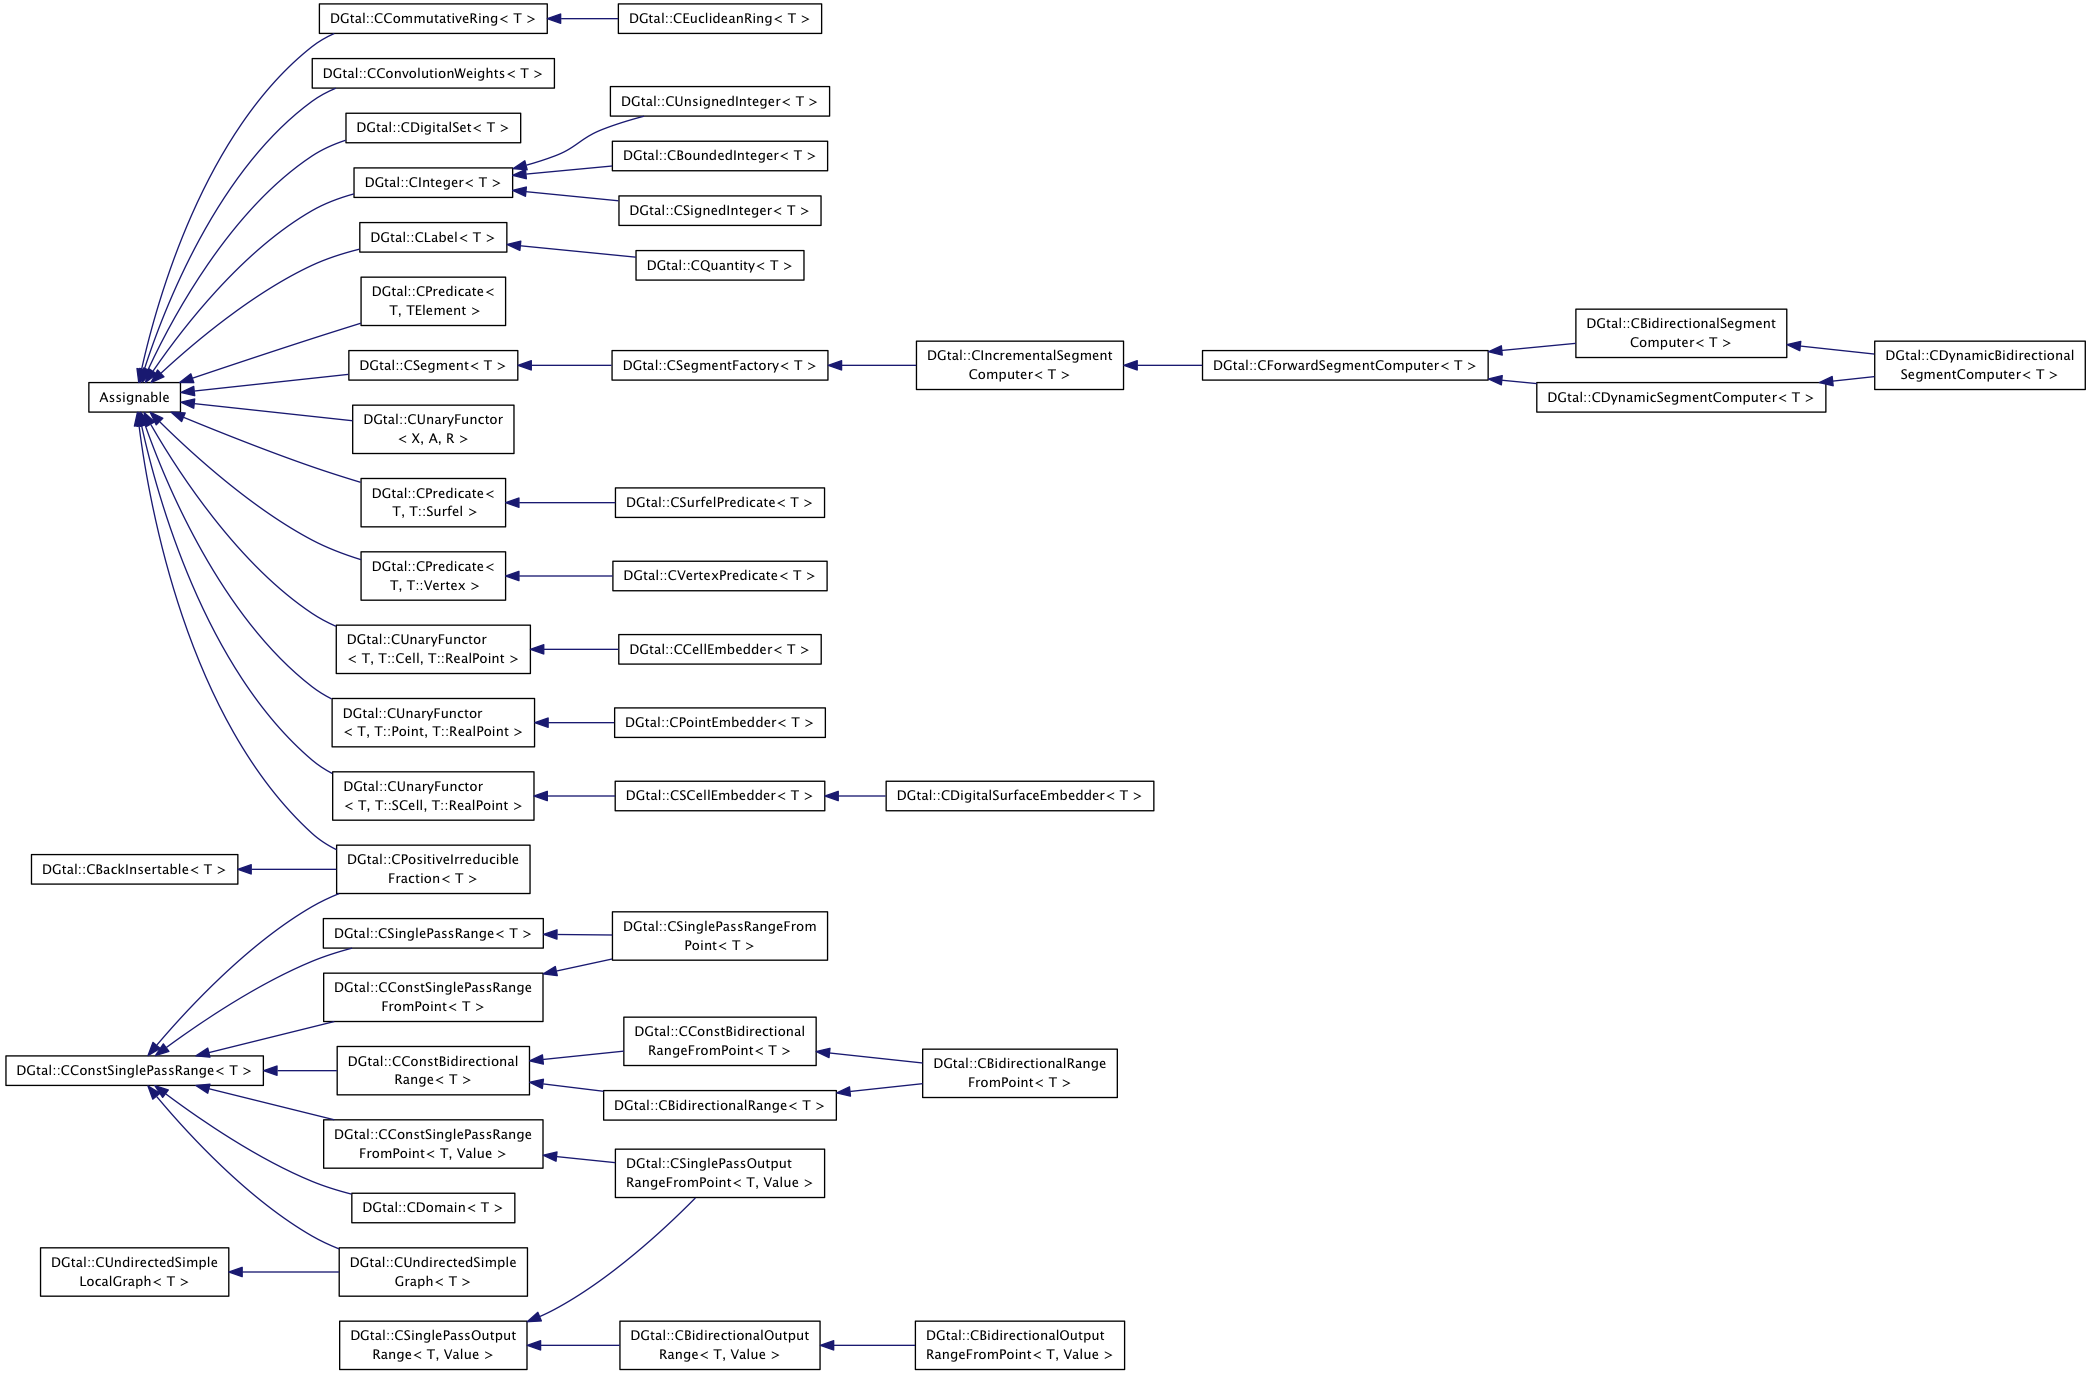 DGtal::CCommutativeRing< T >
DGtal::CEuclideanRing< T >
DGtal::CConvolutionWeights< T >
DGtal::CUnsignedInteger< T >
DGtal::CDigitalSet< T >
DGtal::CBoundedInteger< T >
DGtal::CInteger< T >
DGtal::CSignedInteger< T >
DGtal::CLabel< T >
DGtal::CQuantity< T >
DGtal::CPredicate<
T, TElement >
DGtal::CSegment< T >
DGtal::CSegmentFactory< T >
DGtal::CIncrementalSegment
Computer< T >
DGtal::CForwardSegmentComputer< T >
DGtal::CBidirectionalSegment
Computer< T >
DGtal::CDynamicBidirectional
SegmentComputer< T >
DGtal::CDynamicSegmentComputer< T >
Assignable
DGtal::CUnaryFunctor
< X, A, R >
DGtal::CPredicate<
T, T::Surfel >
DGtal::CSurfelPredicate< T >
DGtal::CPredicate<
T, T::Vertex >
DGtal::CVertexPredicate< T >
DGtal::CUnaryFunctor
< T, T::Cell, T::RealPoint >
DGtal::CCellEmbedder< T >
DGtal::CUnaryFunctor
< T, T::Point, T::RealPoint >
DGtal::CPointEmbedder< T >
DGtal::CUnaryFunctor
< T, T::SCell, T::RealPoint >
DGtal::CSCellEmbedder< T >
DGtal::CDigitalSurfaceEmbedder< T >
DGtal::CBackInsertable< T >
DGtal::CPositiveIrreducible
Fraction< T >
DGtal::CSinglePassRange< T >
DGtal::CSinglePassRangeFrom
Point< T >
DGtal::CConstSinglePassRange
FromPoint< T >
DGtal::CConstSinglePassRange< T >
DGtal::CConstBidirectional
Range< T >
DGtal::CConstBidirectional
RangeFromPoint< T >
DGtal::CBidirectionalRange
FromPoint< T >
DGtal::CBidirectionalRange< T >
DGtal::CConstSinglePassRange
FromPoint< T, Value >
DGtal::CSinglePassOutput
RangeFromPoint< T, Value >
DGtal::CDomain< T >
DGtal::CUndirectedSimple
LocalGraph< T >
DGtal::CUndirectedSimple
Graph< T >
DGtal::CSinglePassOutput
Range< T, Value >
DGtal::CBidirectionalOutput
Range< T, Value >
DGtal::CBidirectionalOutput
RangeFromPoint< T, Value >